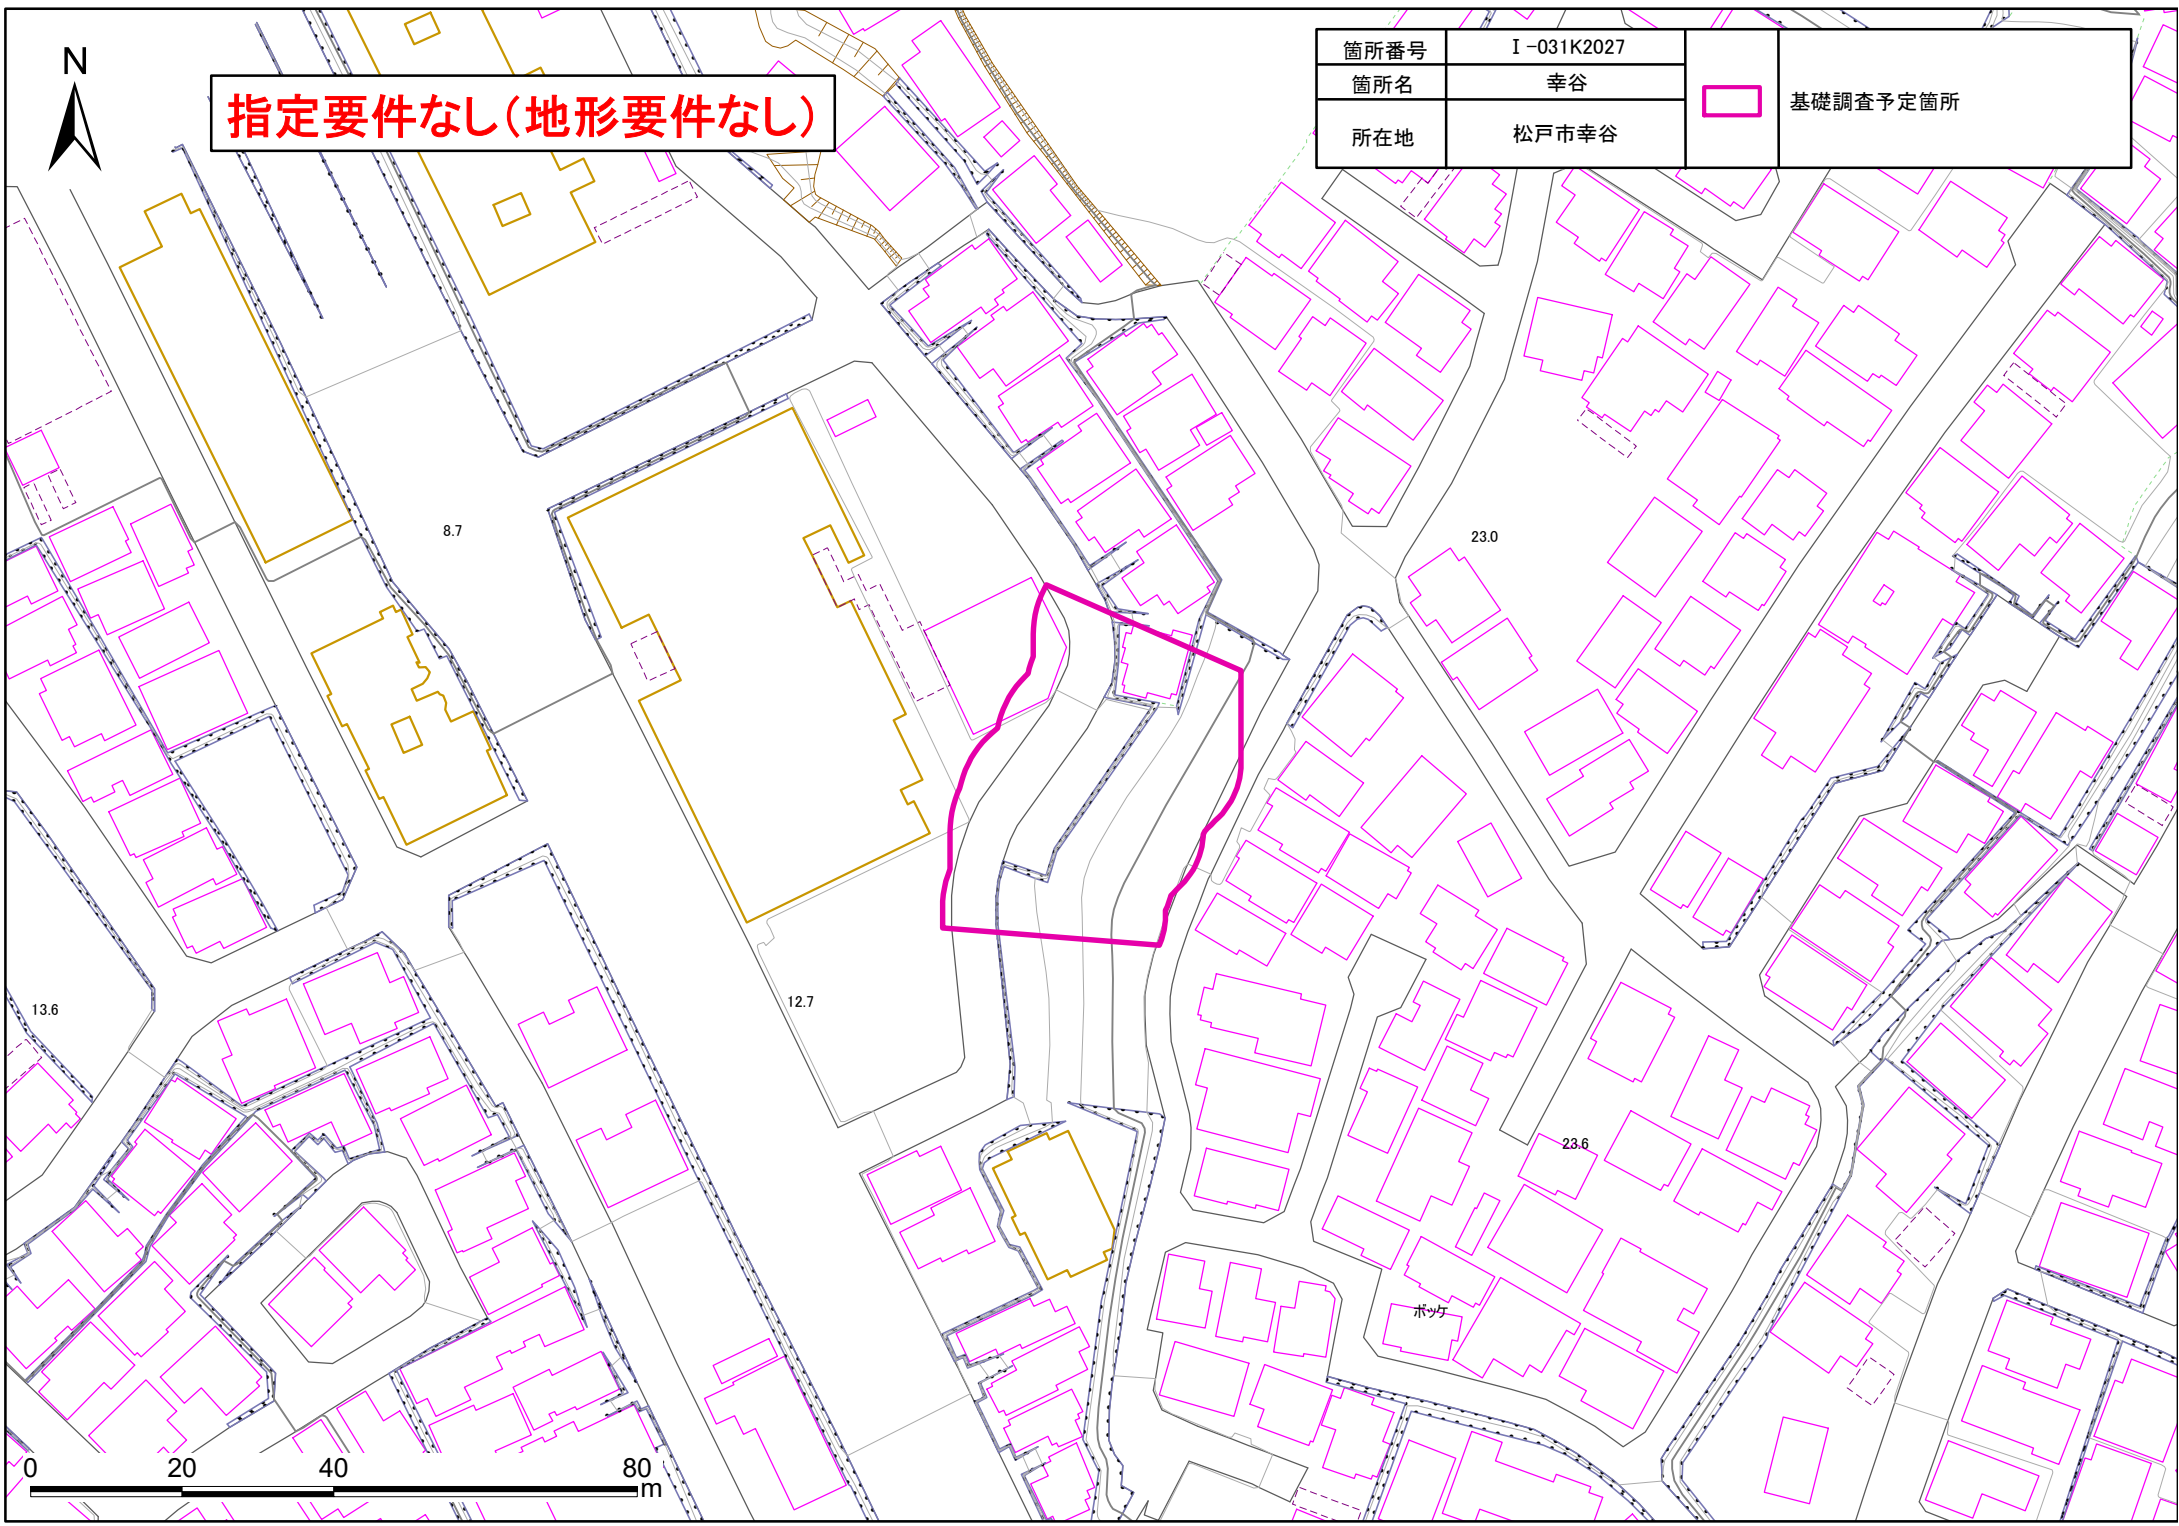 N
指定要件なし(地形要件なし)
箇所番号 Ⅰ-031K2027
箇所名 幸谷
所在地 松戸市幸谷
基礎調査予定箇所
8.7
23.0
13.6
12.7
23.6
ボッケ
0 20 40 80
m